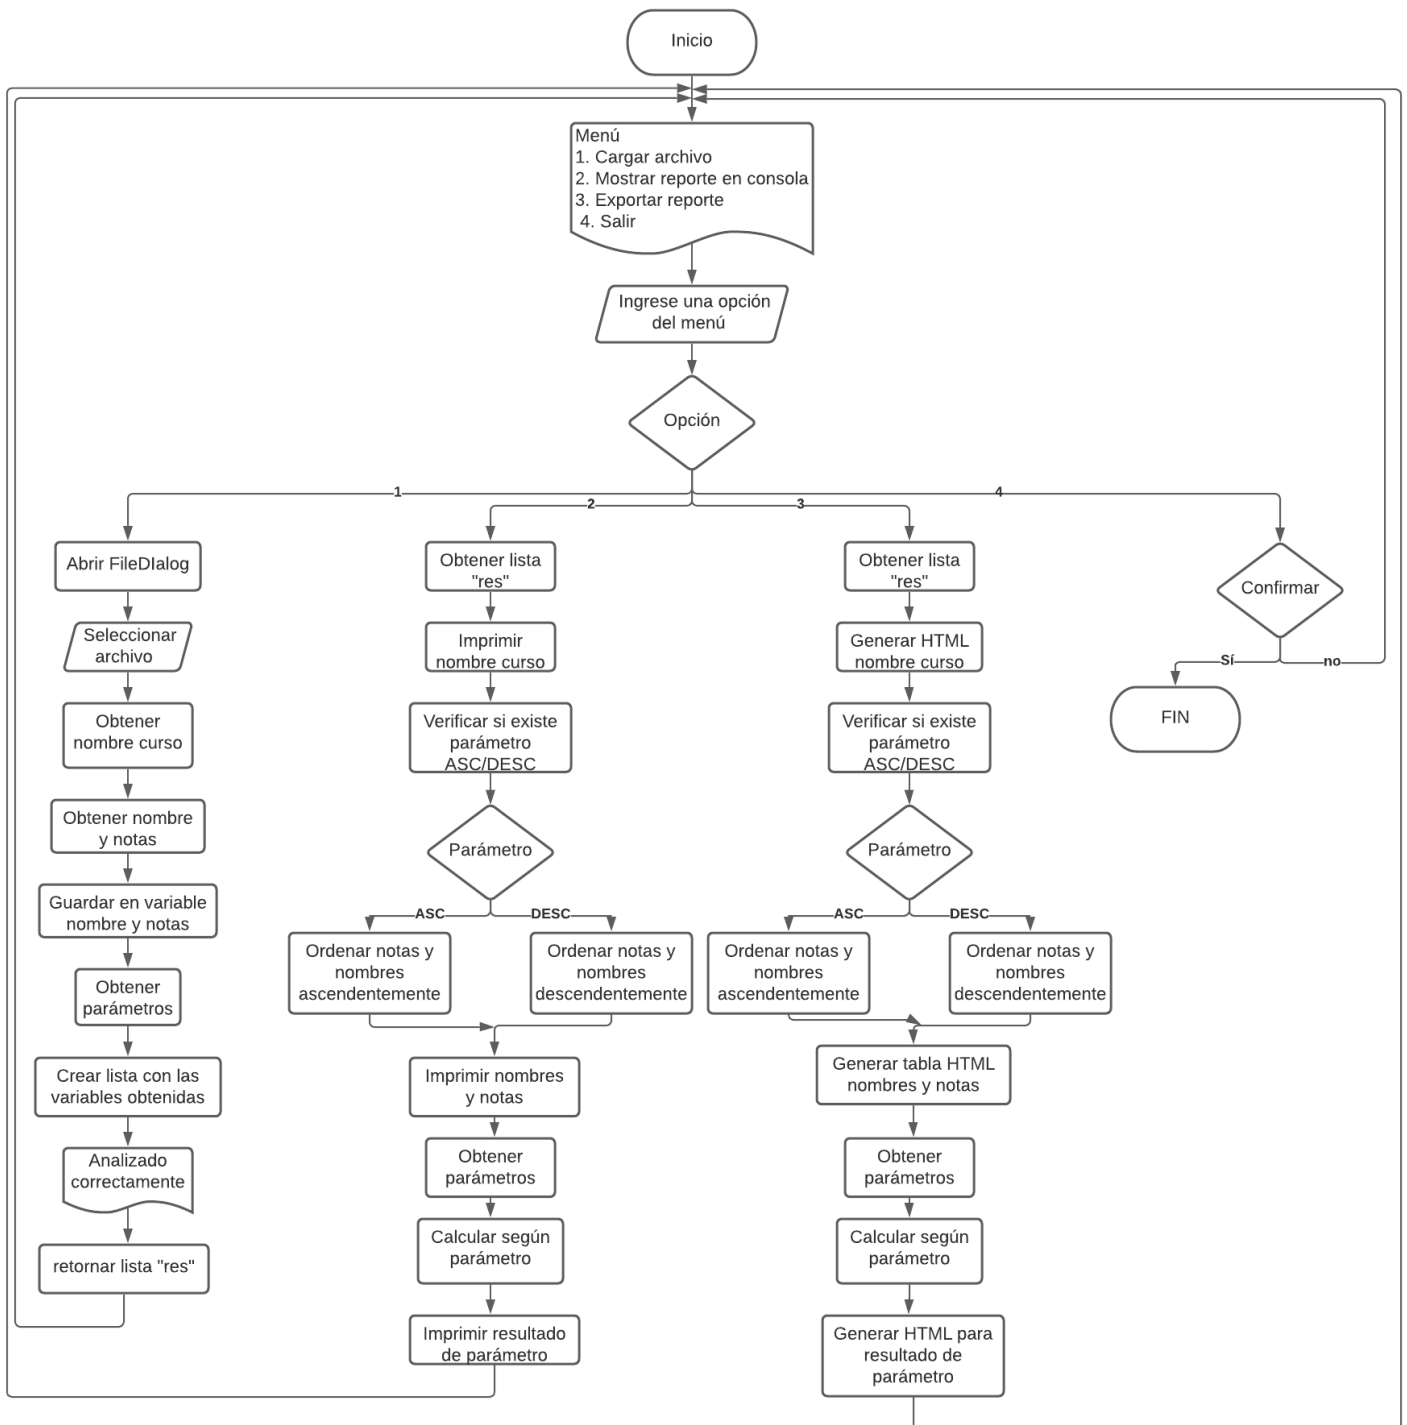 Inicio
Menú
1. Cargar archivo
2. Mostrar reporte en consola
3. Exportar reporte
4. Salir
Ingrese una opción
del menú
Opción
1
2
3
4
Abrir FileDIalog
Seleccionar
archivo
Obtener
nombre curso
Obtener nombre
y notas
Guardar en variable
nombre y notas
Obtener
parámetros
Crear lista con las
variables obtenidas
Analizado
correctamente
retornar lista "res"
Obtener lista
"res"
Imprimir
nombre curso
Verificar si existe
parámetro
ASC/DESC
Parámetro
ASC
DESC
Ordenar notas y
nombres
ascendentemente
Ordenar notas y
nombres
descendentemente
Imprimir nombres
y notas
Obtener
parámetros
Calcular según
parámetro
Imprimir resultado
de parámetro
Obtener lista
"res"
Generar HTML
nombre curso
Verificar si existe
parámetro
ASC/DESC
Parámetro
ASC
DESC
Ordenar notas y
nombres
ascendentemente
Ordenar notas y
nombres
descendentemente
Generar tabla HTML
nombres y notas
Obtener
parámetros
Calcular según
parámetro
Generar HTML para
resultado de
parámetro
Confirmar
Sí
no
FIN